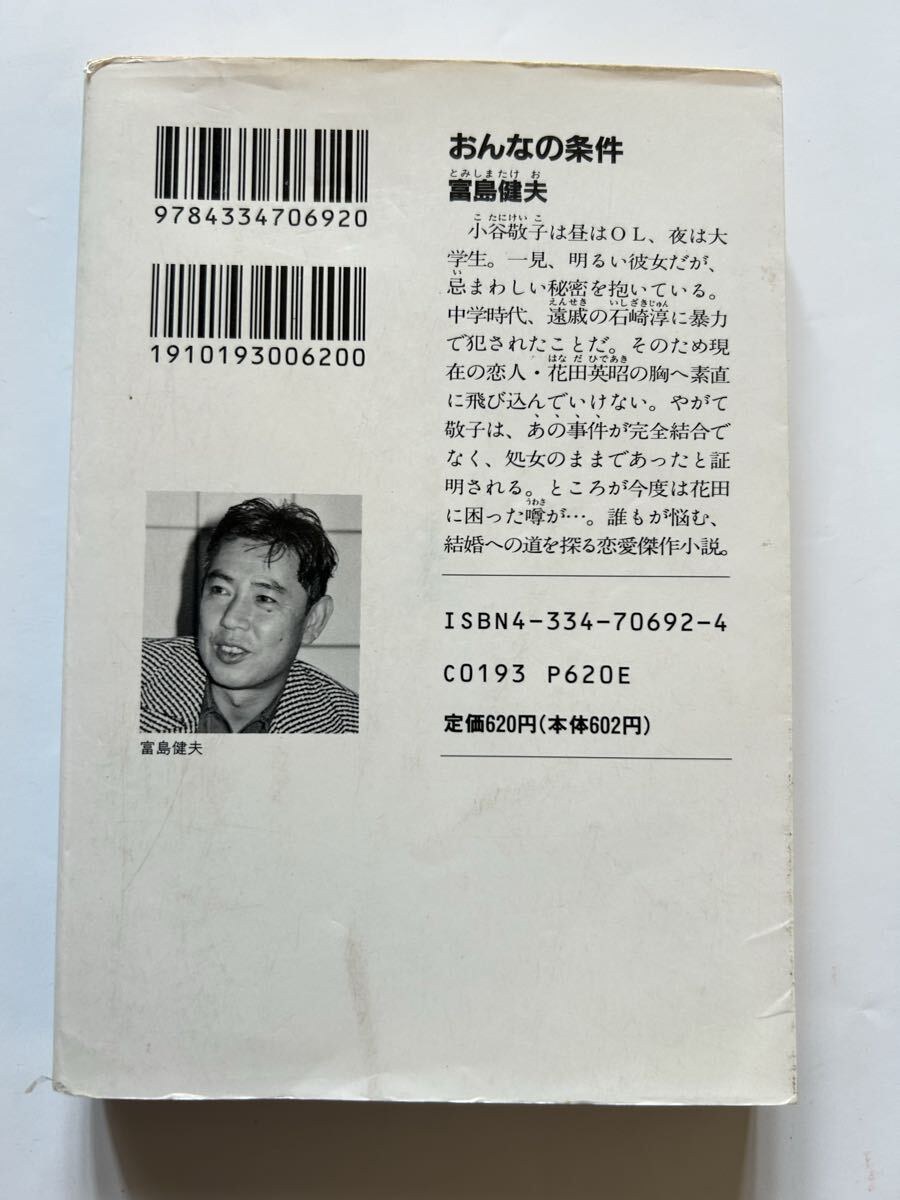 9784334706920
1910193006200
おんなの条件
とみしまたけお
富島健夫
こたにけいこ
小谷敬子は昼はOL、夜は大
学生。一見、明るい彼女だが、
い
忌まわしい秘密を抱いている。
えんせき いしざきじゅん
中学時代、遠戚の石崎淳に暴力
で犯されたことだ。そのため現
はなだひであき
在の恋人・花田英昭の胸へ素直
に飛び込んでいけない。やがて
敬子は、あの事件が完全結合で
なく、処女のままであったと証
明される。ところが今度は花田
うわさ
に困った噂が…。誰もが悩む、
結婚への道を探る恋愛傑作小説。
ISBN4-334-70692-4
C0193 P620E
定価620円(本体602円)
富島健夫